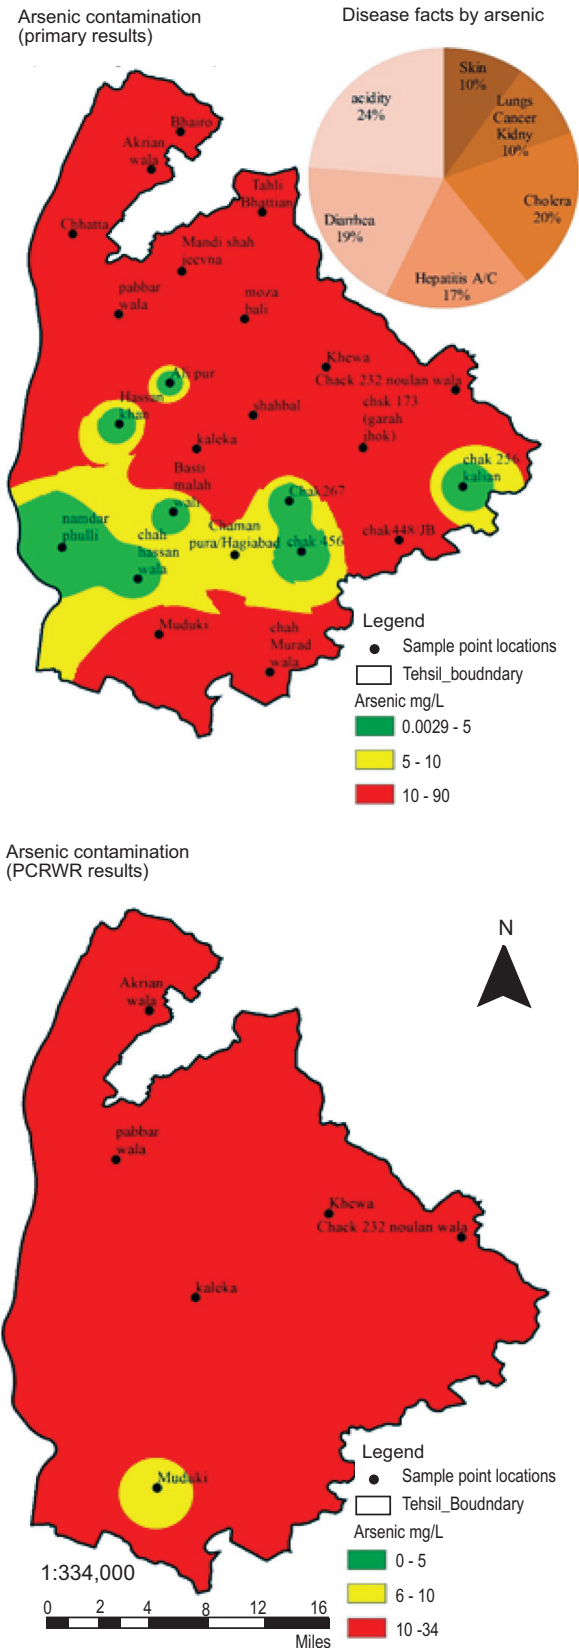 Arsenic contamination
(primary results)
Disease facts by arsenic
Skin
10%
Lungs
Cancer
Kidny
10%
Cholera
20%
Hepatitis A/C
17%
Diarrhea
19%
acidity
24%
Bhairo
Akrian
wala
Chhatta
Tahli
Bhattian
Mandi shah
jeevna
pabbar
wala
moza
bali
Khewa
Chack 232 noulan wala
Ali pur
Hassan
khan
shahbal
chsk 173
(garah
jhok)
kaleka
Basti
malah
wali
chak 256
kalian
Chak267
namdar
phulli
chah
hassan
wala
Chaman
pura/Hagiabad
chak 456
chak448/JB
Muduki
chah
Murad
wala
Legend
Sample point locations
Tehsil_boudndary
Arsenic mg/L
0.0029 - 5
5 - 10
10 - 90
Arsenic contamination
(PCRWR results)
N
Akrian
wala
pabbar
wala
Khewa
Chack 232 noulan wala
kaleka
Muduki
Legend
Sample point locations
Tehsil_Boudndary
Arsenic mg/L
0 - 5
6 - 10
10 -34
1:334,000
0 2 4 8 12 16
Miles